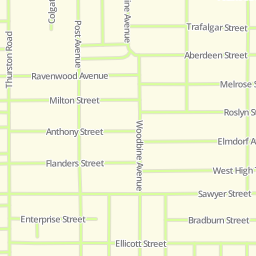 Trafalgar Street
Aberdeen Street
Ravenwood Avenue
Melrose
Milton Street
Roslyn
Anthony Street
Elmdorf
Flanders Street
West High
Sawyer Street
Enterprise Street
Bradburn Street
Ellicott Street
Thurston Road
Post Avenue
Avenue
Woodbine Avenue